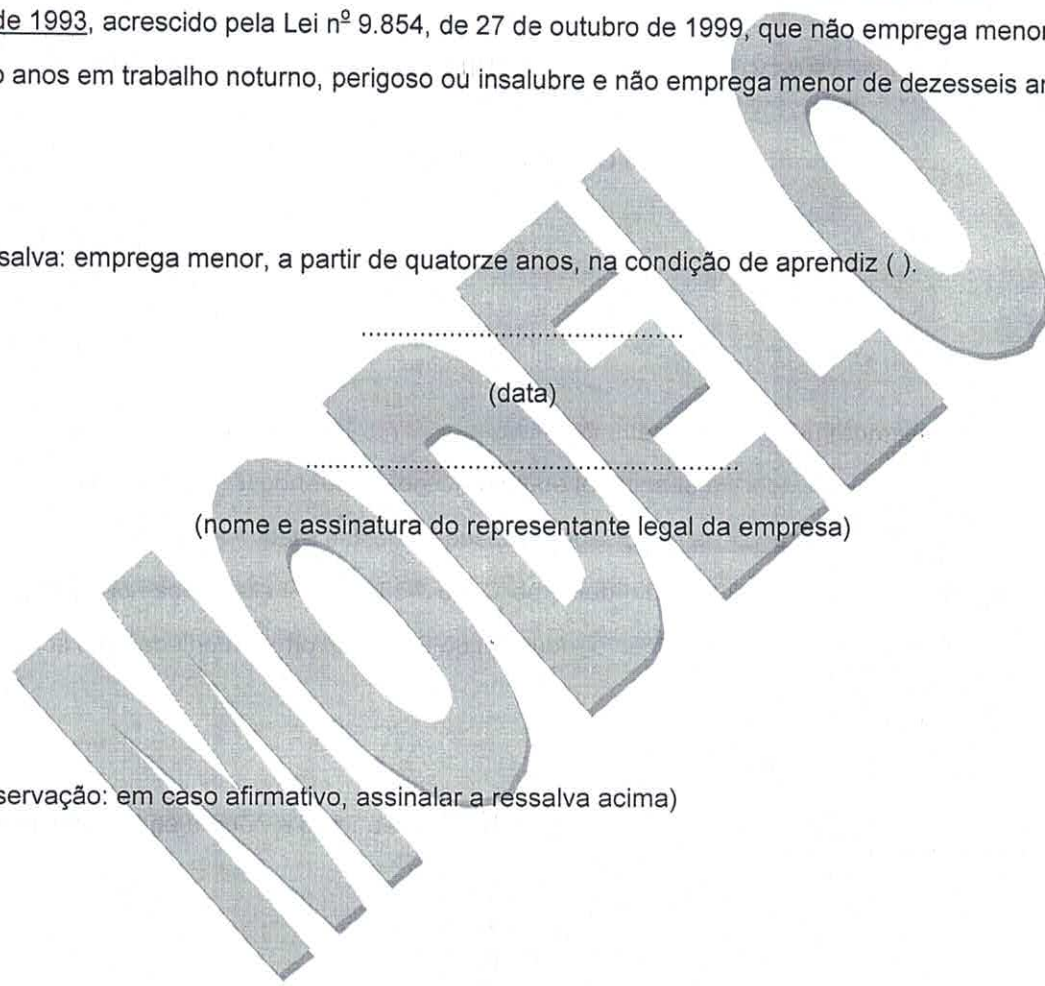 de 1993, acrescido pela Lei nº 9.854, de 27 de outubro de 1999, que não emprega menor
o anos em trabalho noturno, perigoso ou insalubre e não emprega menor de dezesseis an
salva: emprega menor, a partir de quatorze anos, na condição de aprendiz ( ).
................................................
(data)
.................................................................
(nome e assinatura do representante legal da empresa)
servação: em caso afirmativo, assinalar a ressalva acima)
MODELO